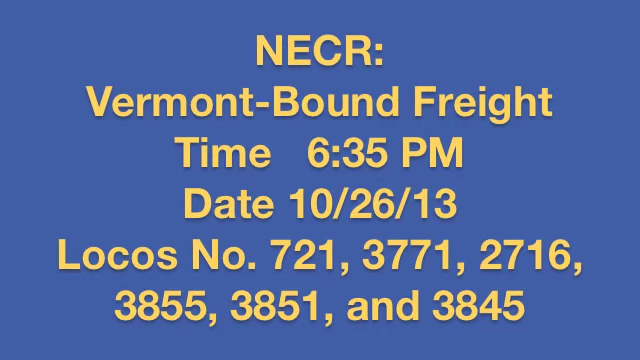 NECR:
Vermont-Bound Freight
Time   6:35 PM
Date 10/26/13
Locos No. 721, 3771, 2716,
3855, 3851, and 3845